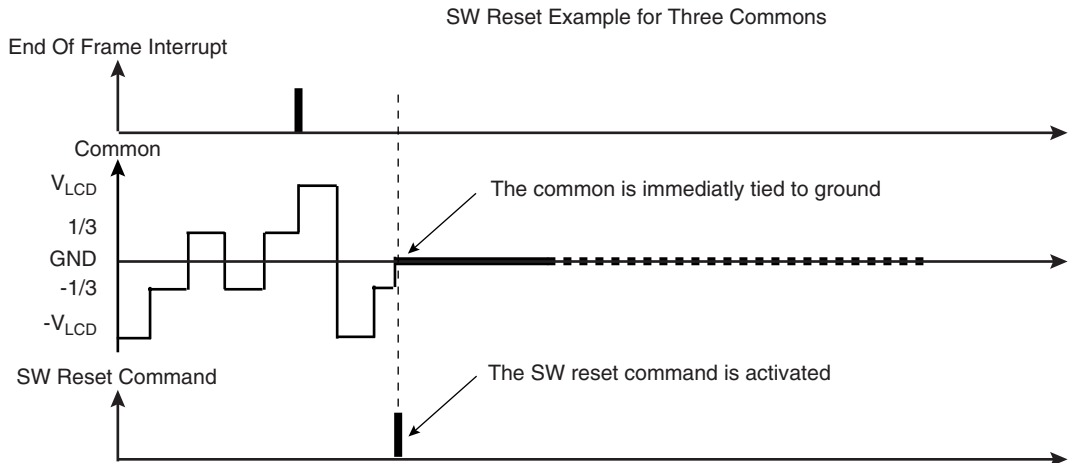 SW Reset Example for Three Commons
End Of Frame Interrupt
Common
VLCD
The common is immediatly tied to ground
1/3
GND
-1/3
-VLCD
SW Reset Command
The SW reset command is activated